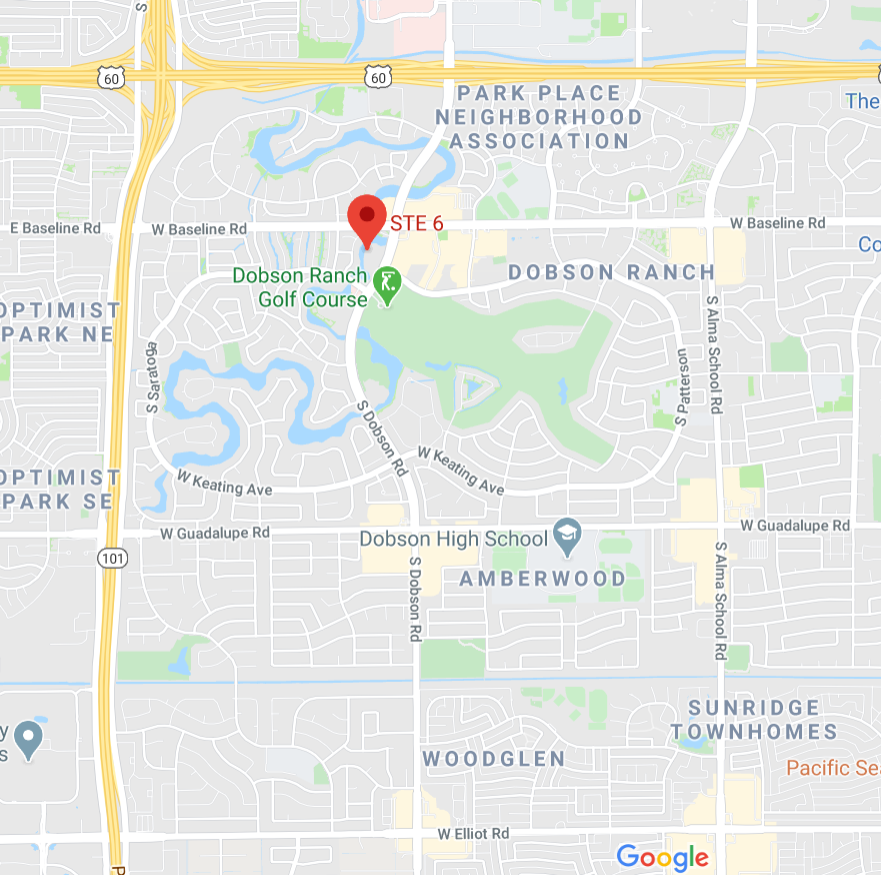 S
60
60
PARK PLACE
NEIGHBORHOOD
ASSOCIATION
The
E Baseline Rd
W Baseline Rd
STE 6
W Baseline Rd
Co
Dobson Ranch
Golf Course
DOBSON RANCH
OPTIMIST
PARK NE
S Saratoga
S Alma School Rd
S Patterson
S Dobson Rd
W Keating Ave
W Keating Ave
OPTIMIST
PARK SE
W Guadalupe Rd
W Guadalupe Rd
Dobson High School
101
AMBERWOOD
S Dobson Rd
S Alma School Rd
SUNRIDGE
TOWNHOMES
y
s
WOODGLEN
Pacific Sea
W Elliot Rd
Google
P